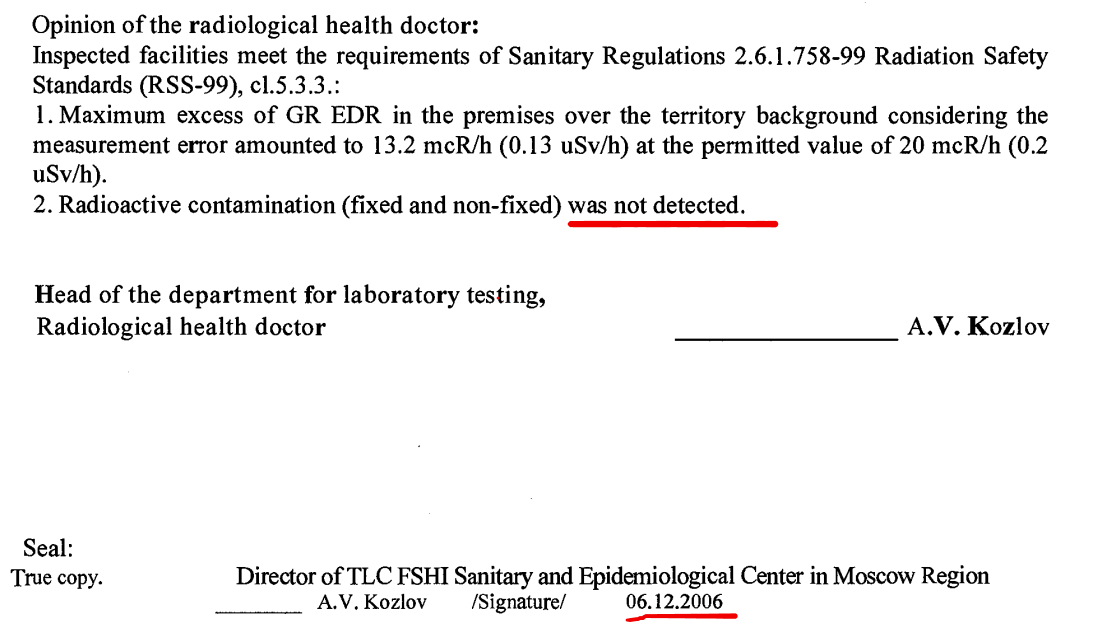 Opinion of the radiological health doctor:
Inspected facilities meet the requirements of Sanitary Regulations 2.6.1.758-99 Radiation Safety
Standards (RSS-99), cl.5.3.3.:
1. Maximum excess of GR EDR in the premises over the territory background considering the
measurement error amounted to 13.2 mcR/h (0.13 uSv/h) at the permitted value of 20 mcR/h (0.2
uSv/h).
2. Radioactive contamination (fixed and non-fixed) was not detected.
Head of the department for laboratory testing,
Radiological health doctor A.V. Kozlov
Seal:
True copy. Director of TLC FSHI Sanitary and Epidemiological Center in Moscow Region
A.V. Kozlov /Signature/ 06.12.2006